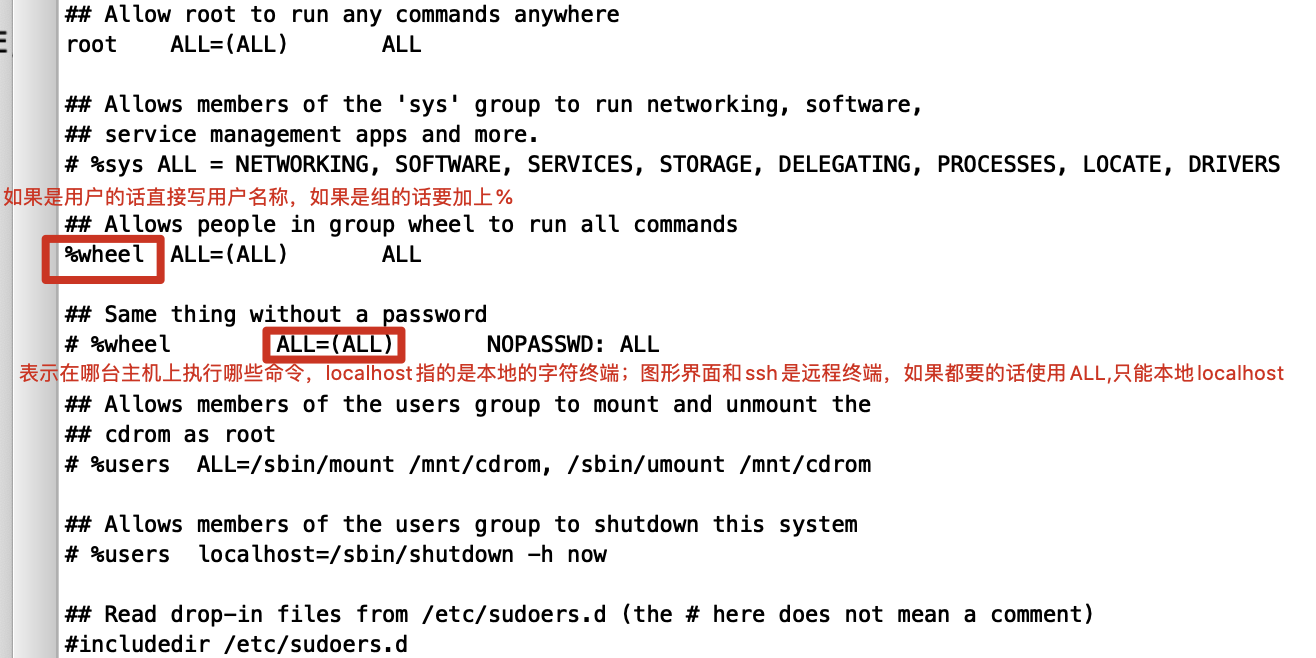 ## Allow root to run any commands anywhere
root    ALL=(ALL)       ALL
## Allows members of the 'sys' group to run networking, software,
## service management apps and more.
# %sys ALL = NETWORKING, SOFTWARE, SERVICES, STORAGE, DELEGATING, PROCESSES, LOCATE, DRIVERS
如果是用户的话直接写用户名称，如果是组的话要加上%
## Allows people in group wheel to run all commands
%wheel  ALL=(ALL)       ALL
## Same thing without a password
# %wheel        ALL=(ALL)       NOPASSWD: ALL
表示在哪台主机上执行哪些命令，localhost指的是本地的字符终端；图形界面和ssh是远程终端，如果都要的话使用ALL,只能本地localhost
## Allows members of the users group to mount and unmount the
## cdrom as root
# %users  ALL=/sbin/mount /mnt/cdrom, /sbin/umount /mnt/cdrom
## Allows members of the users group to shutdown this system
# %users  localhost=/sbin/shutdown -h now
## Read drop-in files from /etc/sudoers.d (the # here does not mean a comment)
#includedir /etc/sudoers.d